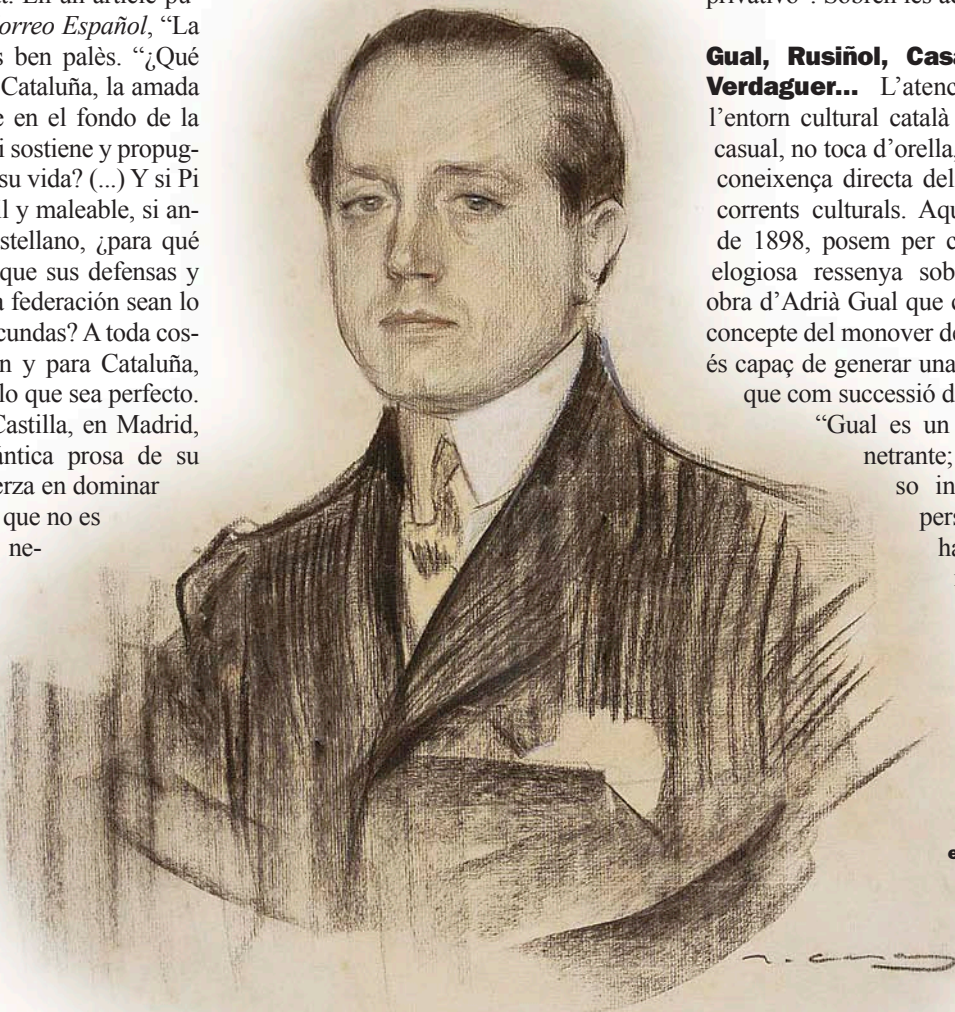 En un article pu-
orreo Español, “La
s ben palès. “¿Qué
Cataluña, la amada
e en el fondo de la
i sostiene y propug-
su vida? (...) Y si Pi
l y maleable, si an-
stellano, ¿para qué
que sus defensas y
a federación sean lo
cundas? A toda cos-
n y para Cataluña,
lo que sea perfecto.
Castilla, en Madrid,
ántica prosa de su
erza en dominar
que no es
ne-
privativo”. Sobren les
Gual, Rusiñol, Casa
Verdaguer... L’atenc
l’entorn cultural català
casual, no toca d’orella,
coneixença directa del
corrents culturals. Aqu
de 1898, posem per c
elogiosa ressenya sob
obra d’Adrià Gual que
concepte del monover de
és capaç de generar una
que com successió d
“Gual es un
netrante;
so in
pers
ha
e